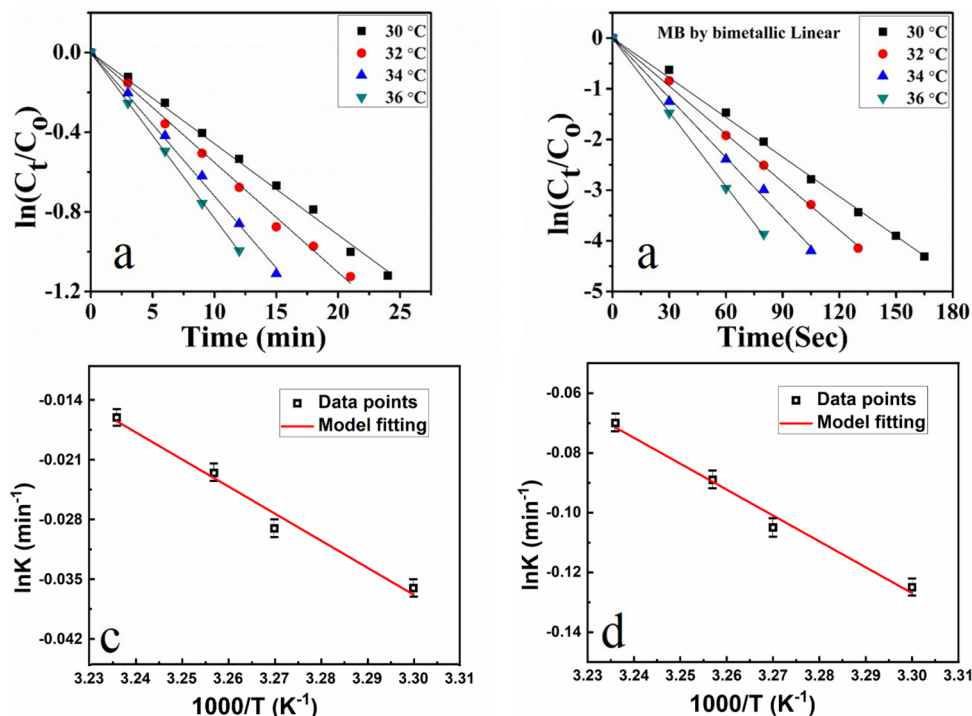 0.0
-0.4
-0.8
-1.2
ln(Ct/Co)
30 °C
32 °C
34 °C
36 °C
a
0 5 10 15 20 25
Time (min)
0
-1
-2
-3
-4
-5
ln(Ct/Co)
MB by bimetallic Linear
30 °C
32 °C
34 °C
36 °C
a
0 30 60 90 120 150 180
Time(Sec)
-0.014
-0.021
-0.028
-0.035
-0.042
lnK (min-1)
Data points
Model fitting
c
3.23 3.24 3.25 3.26 3.27 3.28 3.29 3.30 3.31
1000/T (K-1)
-0.06
-0.08
-0.10
-0.12
-0.14
lnK (min-1)
Data points
Model fitting
d
3.23 3.24 3.25 3.26 3.27 3.28 3.29 3.30 3.31
1000/T (K-1)